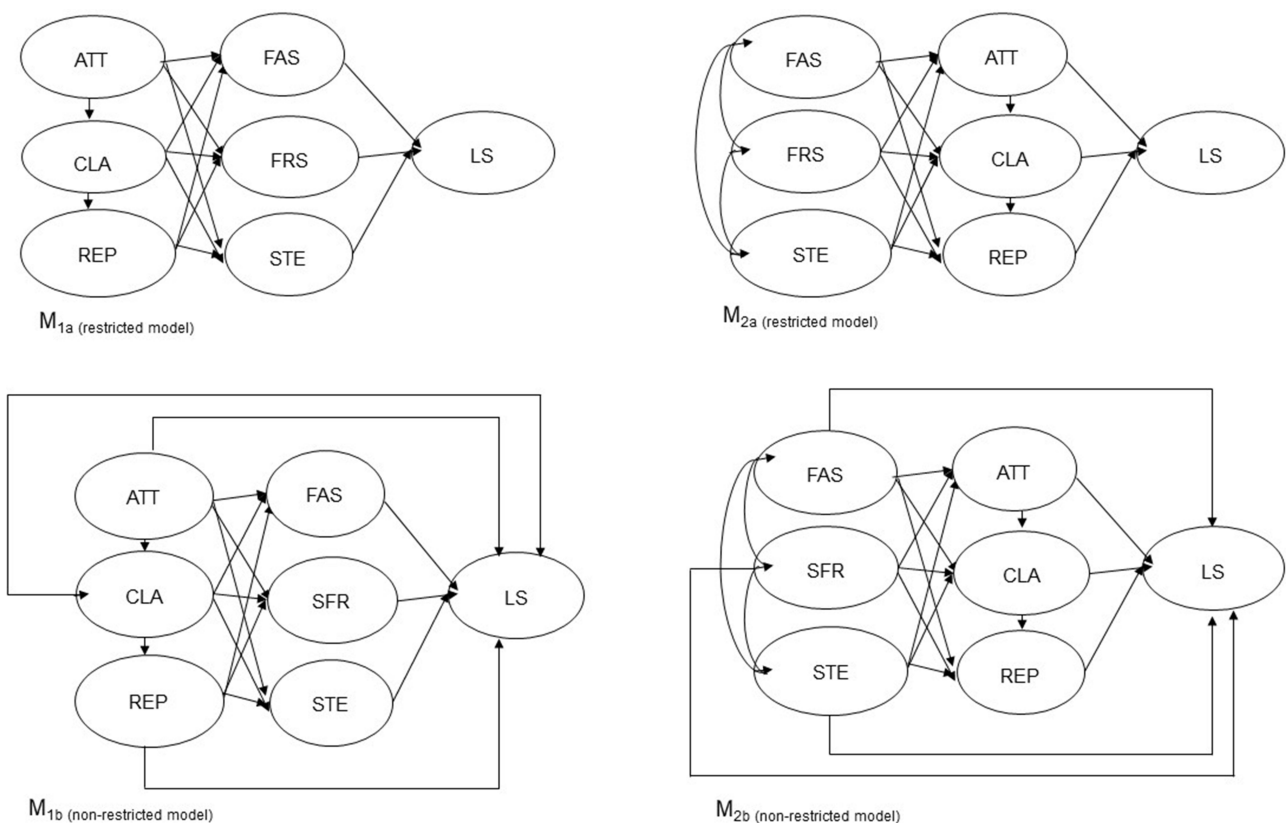 ATT
FAS
CLA
FRS
LS
REP
STE
M1a (restricted model)
FAS
ATT
FRS
CLA
LS
STE
REP
M2a (restricted model)
ATT
FAS
CLA
SFR
LS
REP
STE
M1b (non-restricted model)
FAS
ATT
SFR
CLA
LS
STE
REP
M2b (non-restricted model)